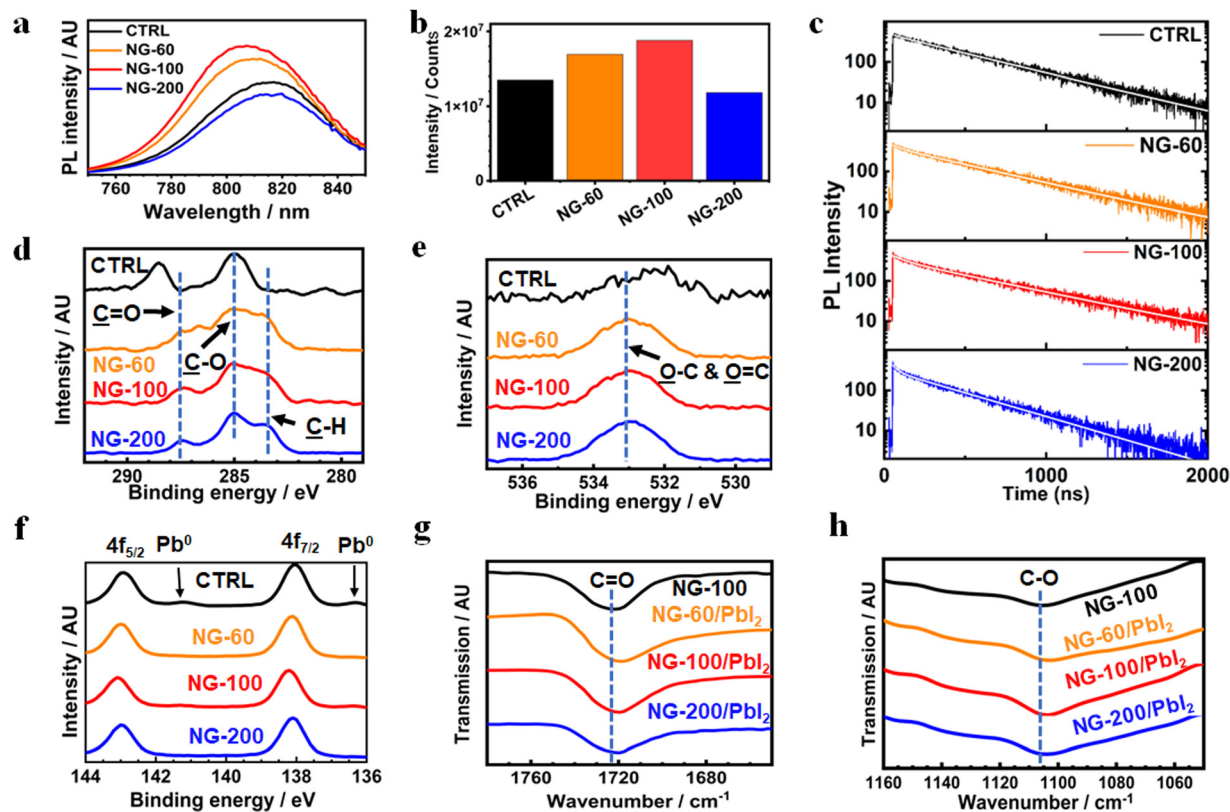 a
PL intensity / AU
CTRL
NG-60
NG-100
NG-200
760 780 800 820 840
Wavelength / nm
b
Intensity / Counts
2×10⁷
1×10⁷
0
CTRL
NG-60
NG-100
NG-200
c
PL Intensity
CTRL
100
10
NG-60
100
10
NG-100
100
10
NG-200
100
10
0 1000 2000
Time (ns)
d
Intensity / AU
CTRL
C=O
NG-60
C-O
NG-100
C-H
NG-200
290 285 280
Binding energy / eV
e
Intensity / AU
CTRL
NG-60
O-C & O=C
NG-100
NG-200
536 534 532 530
Binding energy / eV
f
Intensity / AU
4f₅/₂ Pb⁰ 4f₇/₂ Pb⁰
CTRL
NG-60
NG-100
NG-200
144 142 140 138 136
Binding energy / eV
g
Transmission / AU
C=O
NG-100
NG-60/PbI₂
NG-100/PbI₂
NG-200/PbI₂
1760 1720 1680
Wavenumber / cm⁻¹
h
Transmission / AU
C-O
NG-100
NG-60/PbI₂
NG-100/PbI₂
NG-200/PbI₂
1160 1140 1120 1100 1080 1060
Wavenumber / cm⁻¹